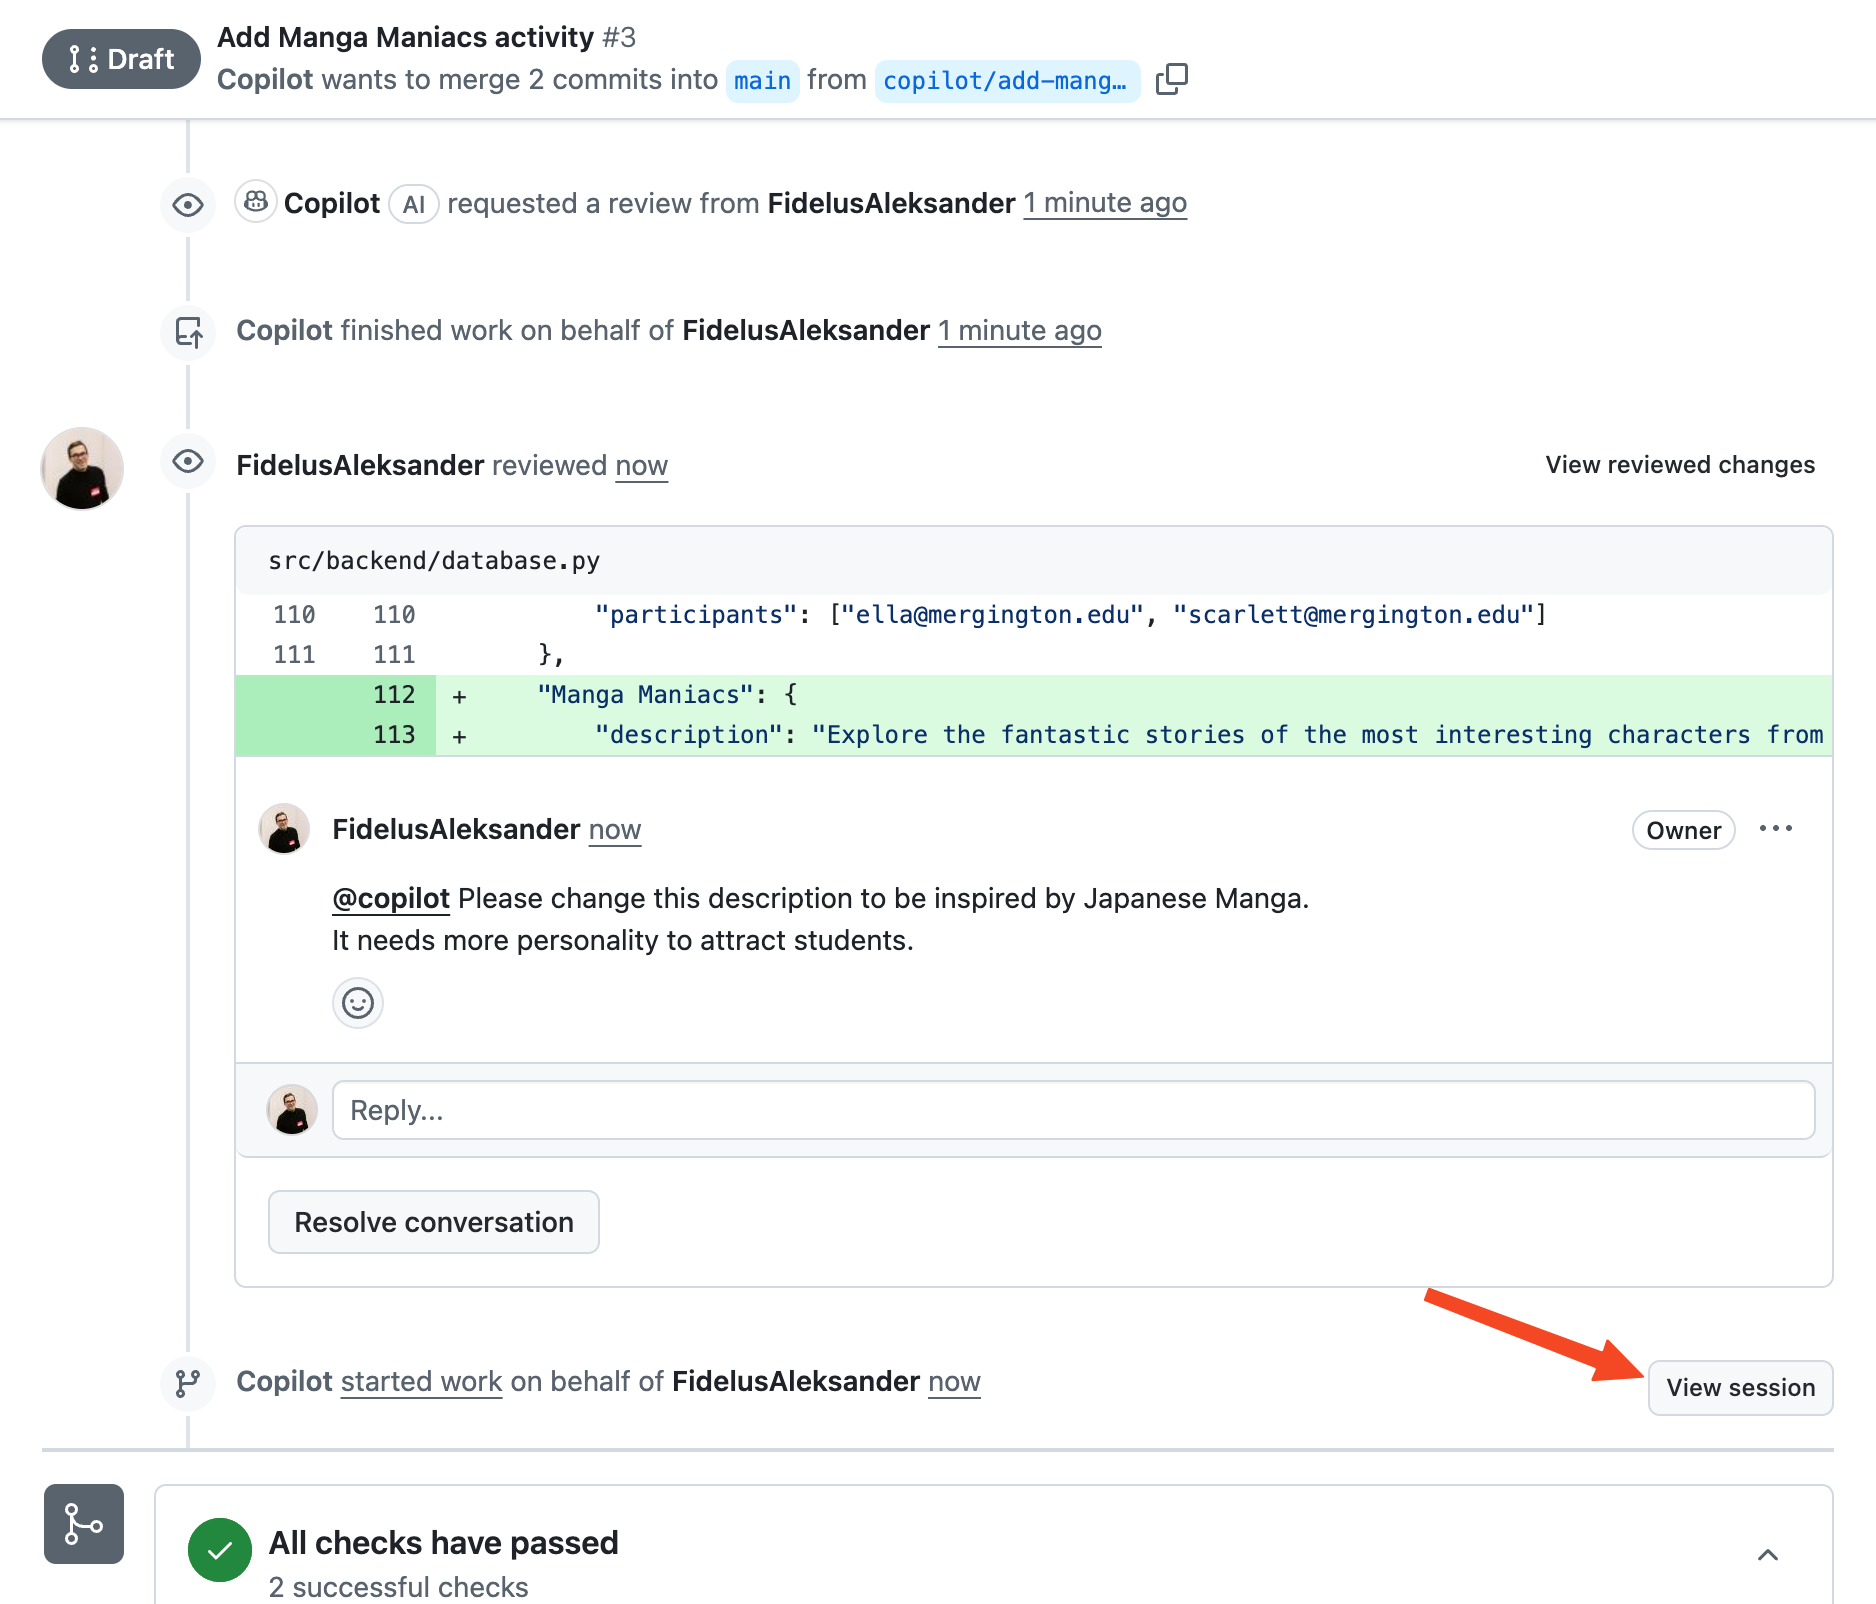 Draft
Add Manga Maniacs activity #3
Copilot wants to merge 2 commits into main from copilot/add-mang…
Copilot AI requested a review from FidelusAleksander 1 minute ago
Copilot finished work on behalf of FidelusAleksander 1 minute ago
FidelusAleksander reviewed now
View reviewed changes
src/backend/database.py
110 110 "participants": ["ella@mergington.edu", "scarlett@mergington.edu"]
111 111 },
112 + "Manga Maniacs": {
113 + "description": "Explore the fantastic stories of the most interesting characters from
FidelusAleksander now
Owner
@copilot Please change this description to be inspired by Japanese Manga.
It needs more personality to attract students.
Reply...
Resolve conversation
Copilot started work on behalf of FidelusAleksander now
View session
All checks have passed
2 successful checks